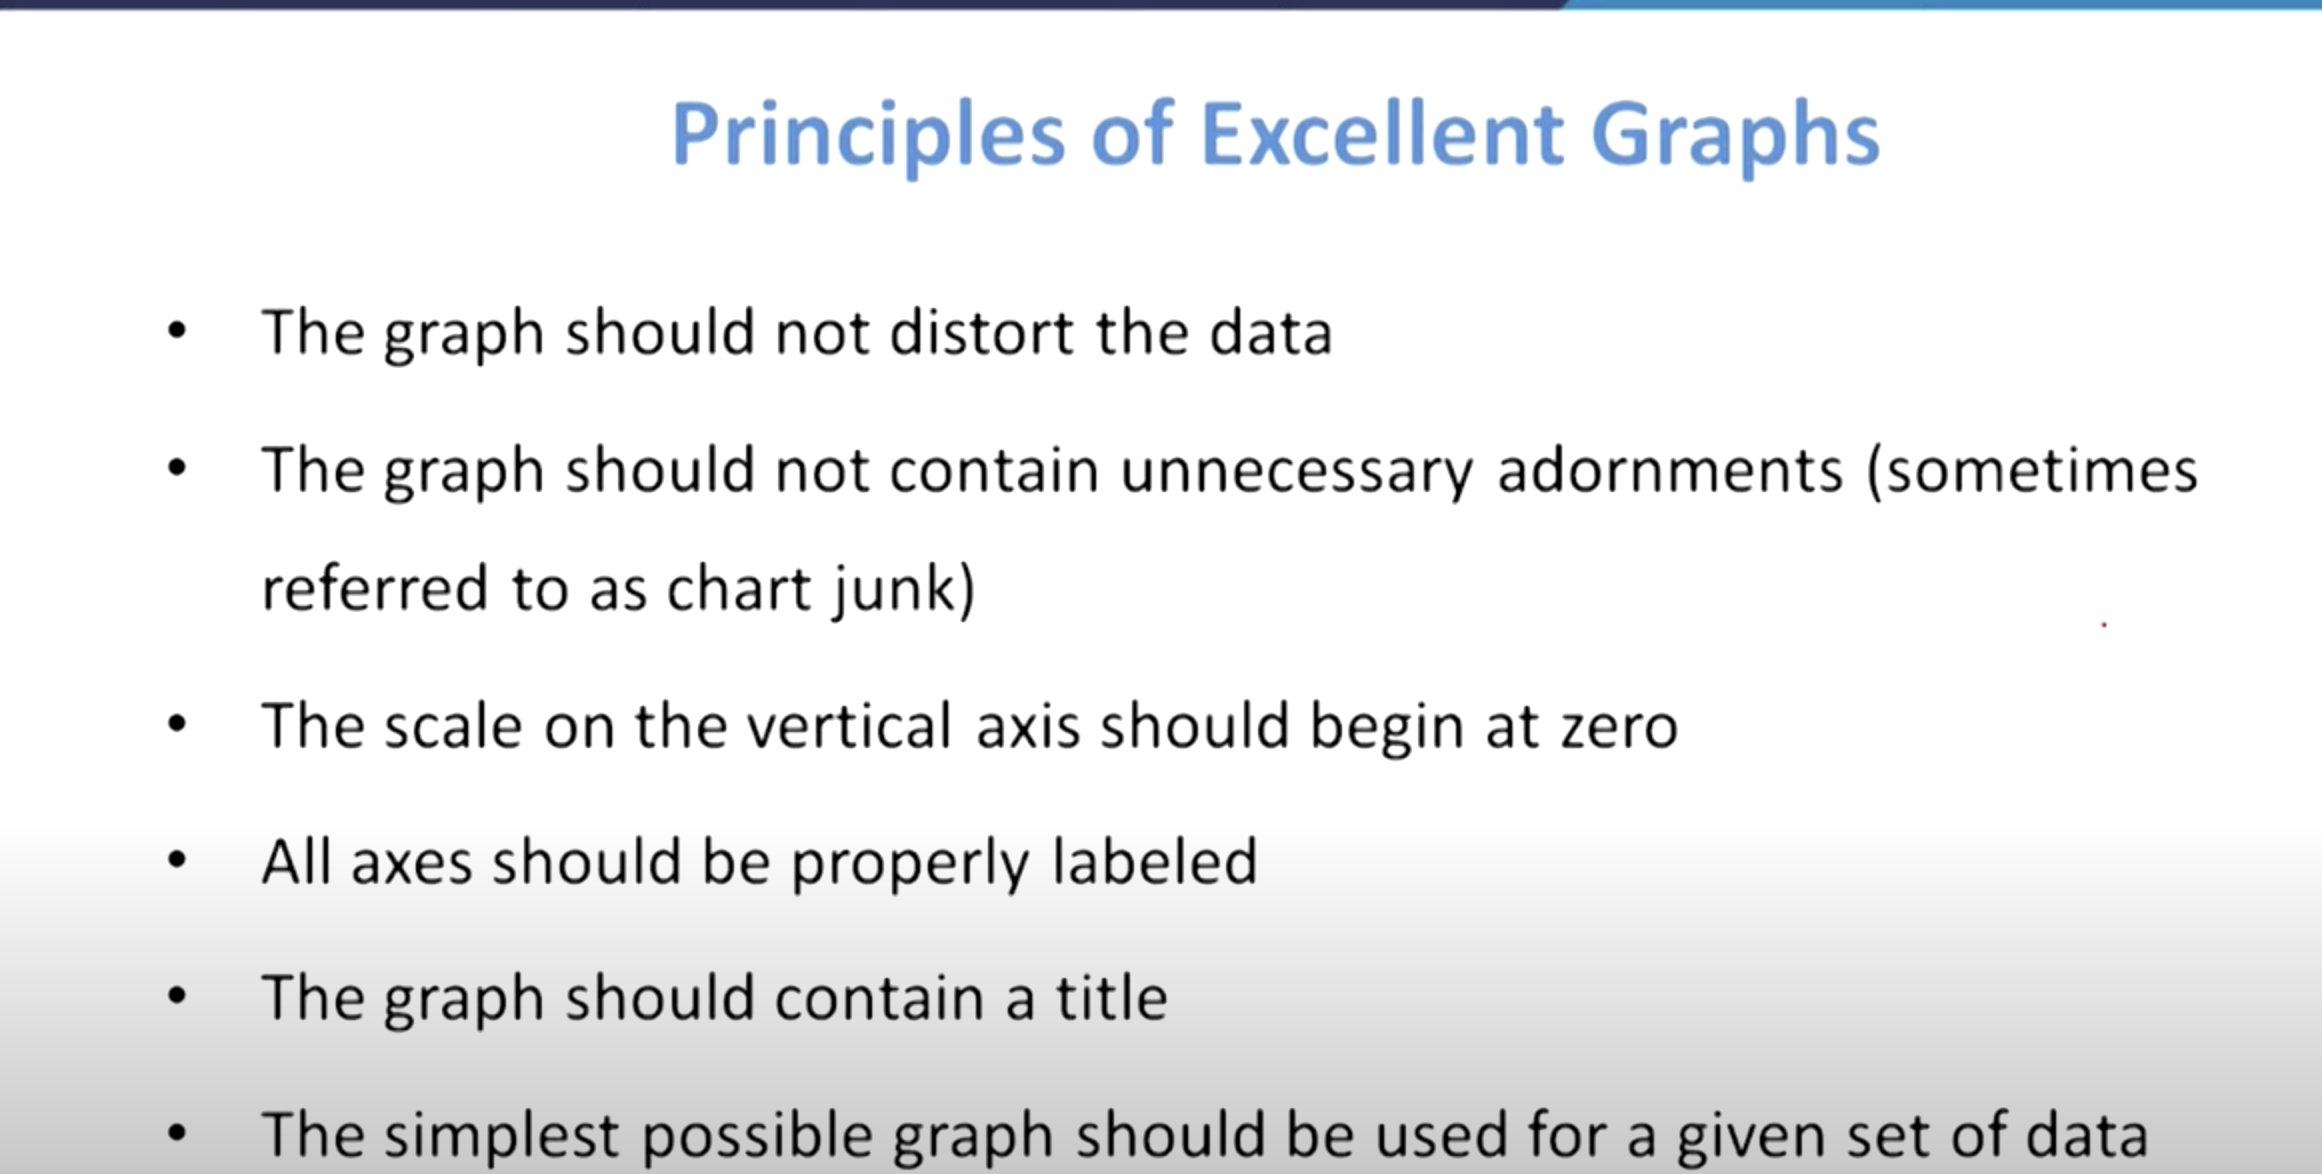 Principles of Excellent Graphs
• The graph should not distort the data
• The graph should not contain unnecessary adornments (sometimes
referred to as chart junk)
• The scale on the vertical axis should begin at zero
• All axes should be properly labeled
• The graph should contain a title
• The simplest possible graph should be used for a given set of data